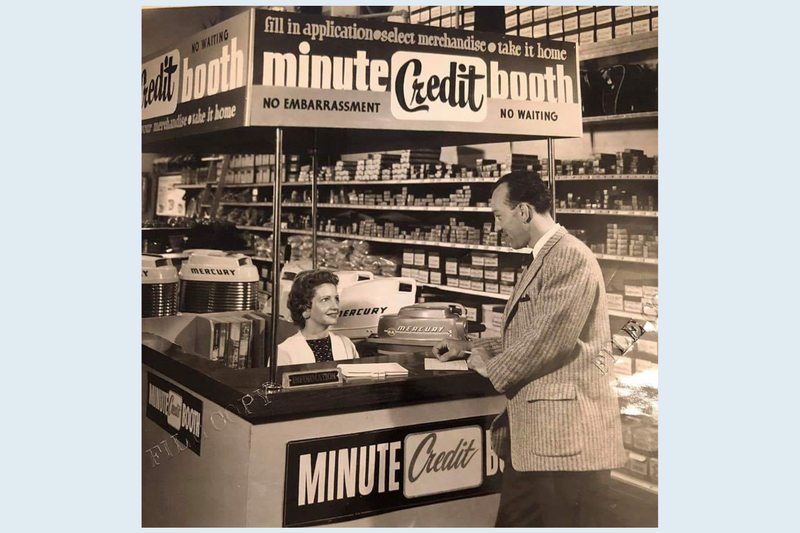 fill in application•select merchandise • take it home
NO WAITING
minute Credit booth
Credit booth
NO EMBARRASSMENT
NO WAITING
your merchandise • take it home
MERCURY
MERCURY
MERCURY
INFORMATION
MINUTE Credit BOOTH
FILE COPY
FILE
MINUTE Credit